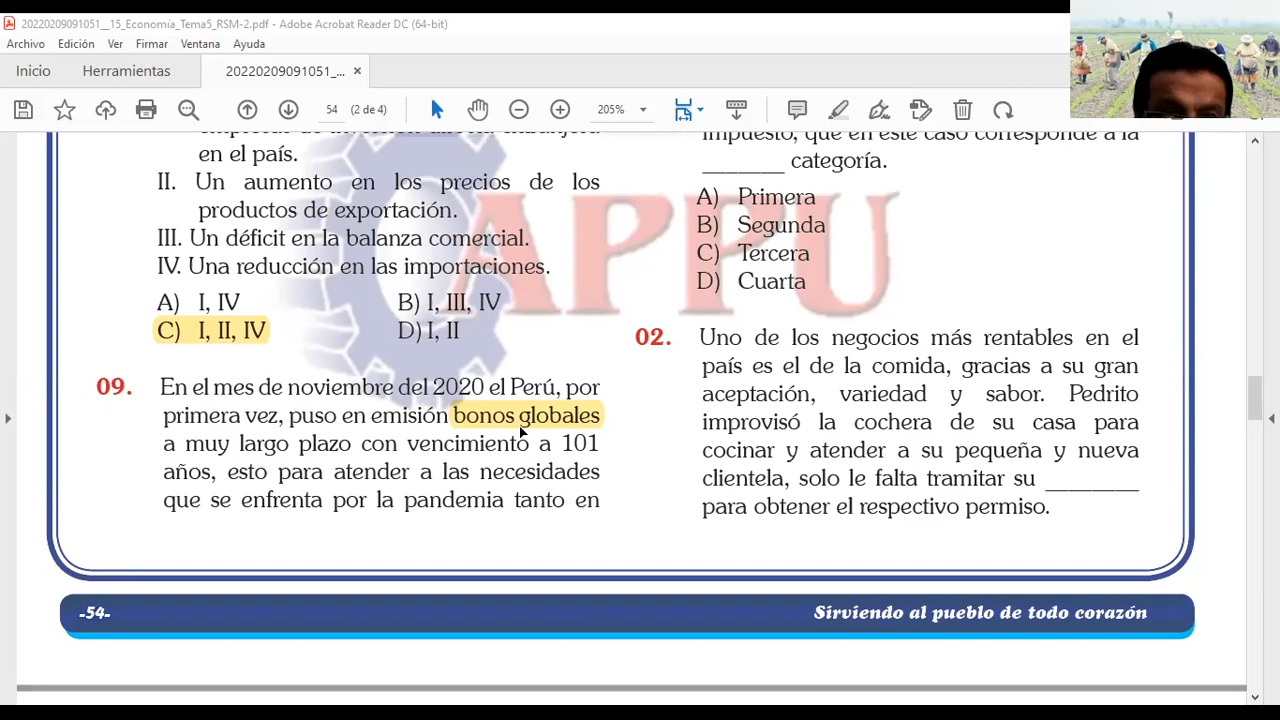 20220209091051__15_Economía_Tema5_RSM-2.pdf - Adobe Acrobat Reader DC (64-bit)
Archivo Edición Ver Firmar Ventana Ayuda
Inicio Herramientas 20220209091051_... ×
54 (2 de 4) 205%
en el país.
II. Un aumento en los precios de los
productos de exportación.
III. Un déficit en la balanza comercial.
IV. Una reducción en las importaciones.
A) I, IV B) I, III, IV
C) I, II, IV D) I, II
09. En el mes de noviembre del 2020 el Perú, por
primera vez, puso en emisión bonos globales
a muy largo plazo con vencimiento a 101
años, esto para atender a las necesidades
que se enfrenta por la pandemia tanto en
impuesto, que en este caso corresponde a la
_______ categoría.
A) Primera
B) Segunda
C) Tercera
D) Cuarta
02. Uno de los negocios más rentables en el
país es el de la comida, gracias a su gran
aceptación, variedad y sabor. Pedrito
improvisó la cochera de su casa para
cocinar y atender a su pequeña y nueva
clientela, solo le falta tramitar su ________
para obtener el respectivo permiso.
APPU
-54- Sirviendo al pueblo de todo corazón